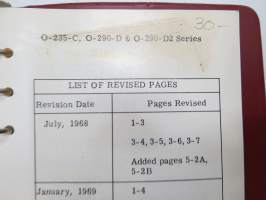 30-
O-235-C, O-290-D & O-290-D2 Series
LIST OF REVISED PAGES
Revision Date Pages Revised
July, 1968 1-3
3-4, 3-5, 3-6, 3-7
Added pages 5-2A,
5-2B
January, 1969 1-4